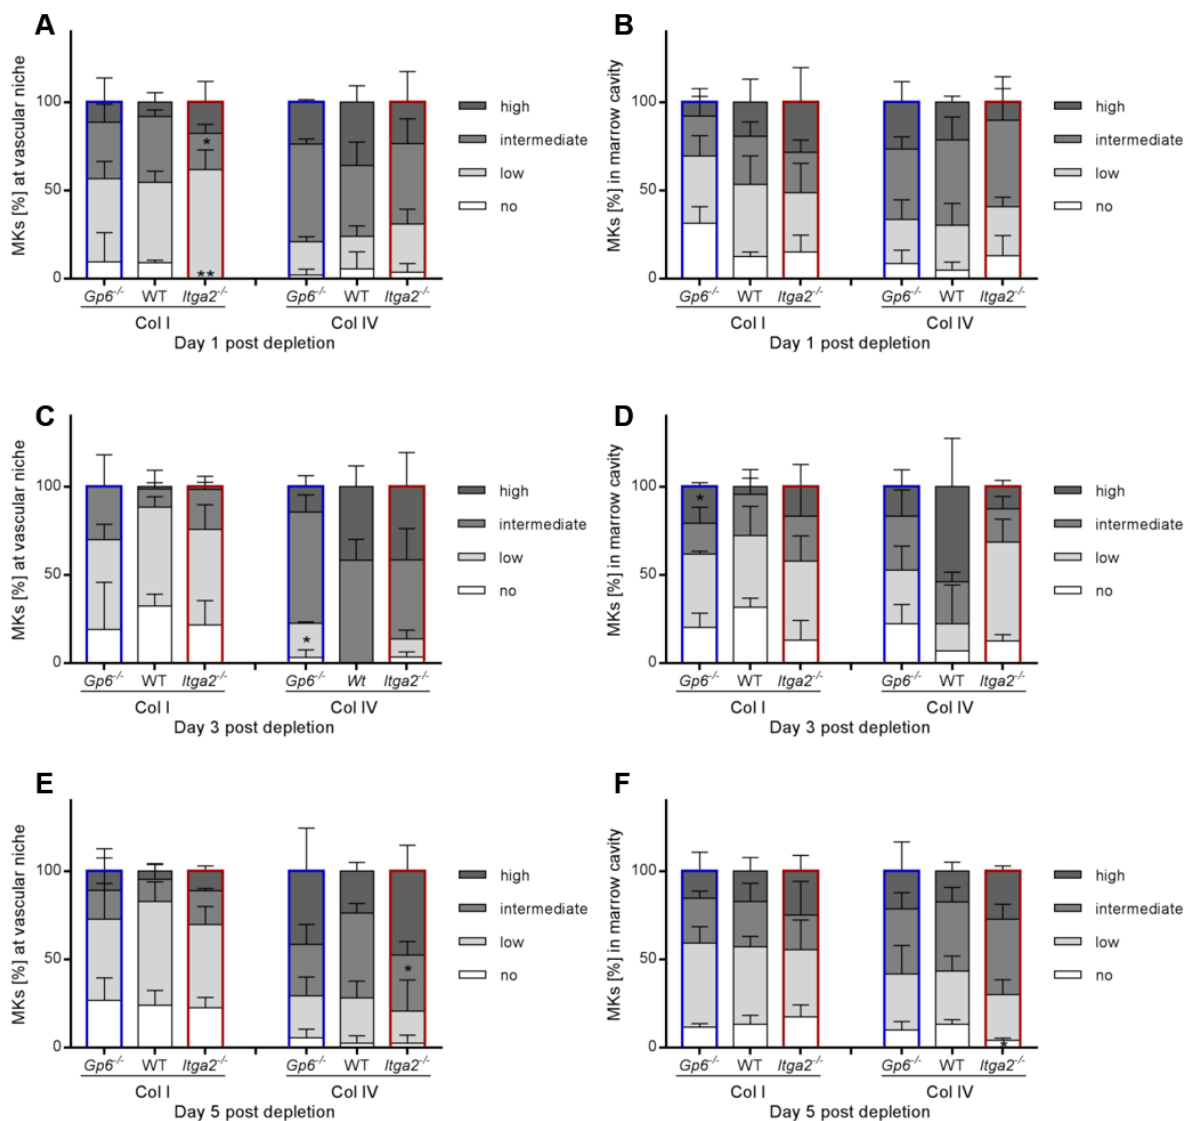 A
MKs [%] at vascular niche
100
50
0
high
intermediate
low
no
** *
Gp6-/- WT Itga2-/- Gp6-/- WT Itga2-/-
Col I Col IV
Day 1 post depletion
B
MKs [%] in marrow cavity
100
50
0
high
intermediate
low
no
Gp6-/- WT Itga2-/- Gp6-/- WT Itga2-/-
Col I Col IV
Day 1 post depletion
C
MKs [%] at vascular niche
100
50
0
high
intermediate
low
no
*
Gp6-/- WT Itga2-/- Gp6-/- Wt Itga2-/-
Col I Col IV
Day 3 post depletion
D
MKs [%] in marrow cavity
100
50
0
high
intermediate
low
no
*
Gp6-/- WT Itga2-/- Gp6-/- WT Itga2-/-
Col I Col IV
Day 3 post depletion
E
MKs [%] at vascular niche
100
50
0
high
intermediate
low
no
*
Gp6-/- WT Itga2-/- Gp6-/- WT Itga2-/-
Col I Col IV
Day 5 post depletion
F
MKs [%] in marrow cavity
100
50
0
high
intermediate
low
no
*
Gp6-/- WT Itga2-/- Gp6-/- WT Itga2-/-
Col I Col IV
Day 5 post depletion